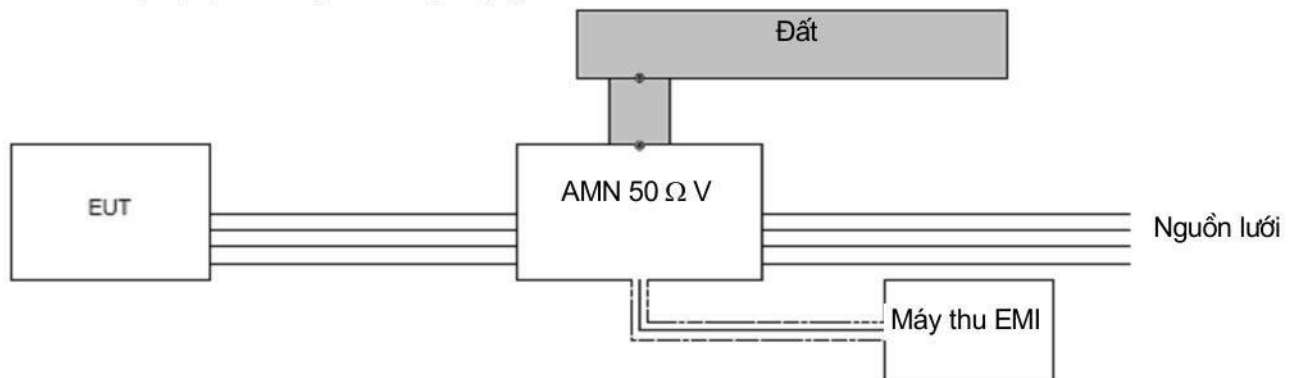 Đất
EUT
AMN 50 Ω V
Nguồn lưới
Máy thu EMI